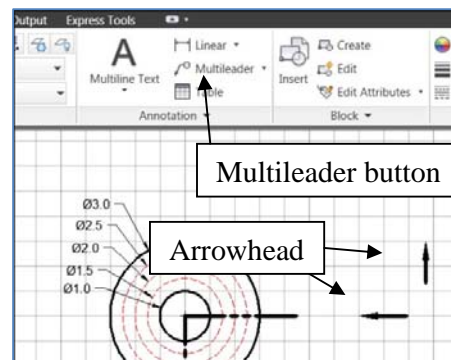 Output Express Tools
Linear
Create
Multiline Text
Multileader
Insert
Edit
Table
Edit Attributes
Annotation
Block
Multileader button
Ø3.0
Ø2.5
Ø2.0
Arrowhead
Ø1.5
Ø1.0